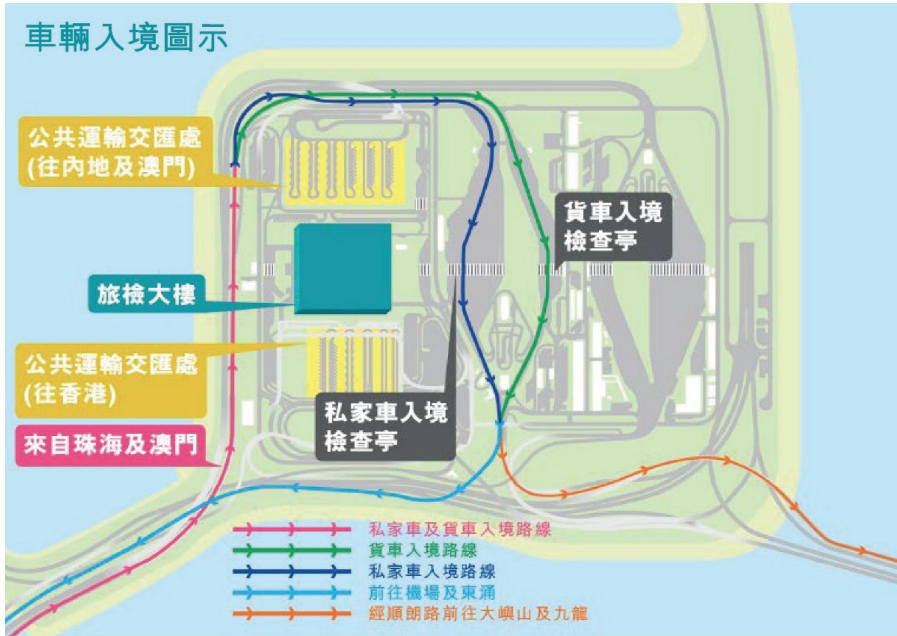 車輛入境圖示
公共運輸交匯處
(往內地及澳門)
貨車入境
檢查亭
旅檢大樓
公共運輸交匯處
(往香港)
私家車入境
檢查亭
來自珠海及澳門
私家車及貨車入境路線
貨車入境路線
私家車入境路線
前往機場及東涌
經順朗路前往大嶼山及九龍